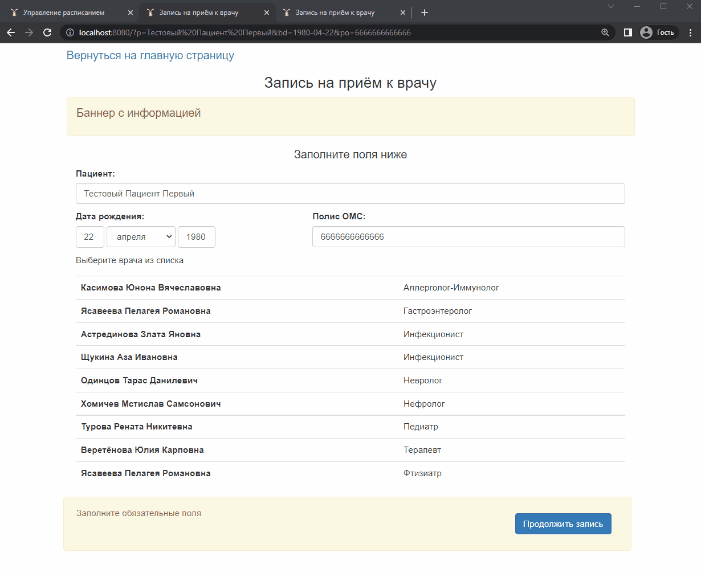 Управление расписанием
Запись на приём к врачу
Запись на приём к врачу
localhost:8080/?p=Тестовый%20Пациент%20Первый&bd=1980-04-22&po=6666666666666
Гость
Вернуться на главную страницу
Запись на приём к врачу
Баннер с информацией
Заполните поля ниже
Пациент:
Тестовый Пациент Первый
Дата рождения: Полис ОМС:
22 апреля 1980 6666666666666
Выберите врача из списка
Касимова Юнона Вячеславовна Аллерголог-Иммунолог
Ясавеева Пелагея Романовна Гастроэнтеролог
Астрединова Злата Яновна Инфекционист
Щукина Аза Ивановна Инфекционист
Одинцов Тарас Данилевич Невролог
Хомичев Мстислав Самсонович Нефролог
Турова Рената Никитевна Педиатр
Веретёнова Юлия Карповна Терапевт
Ясавеева Пелагея Романовна Фтизиатр
Заполните обязательные поля
Продолжить запись